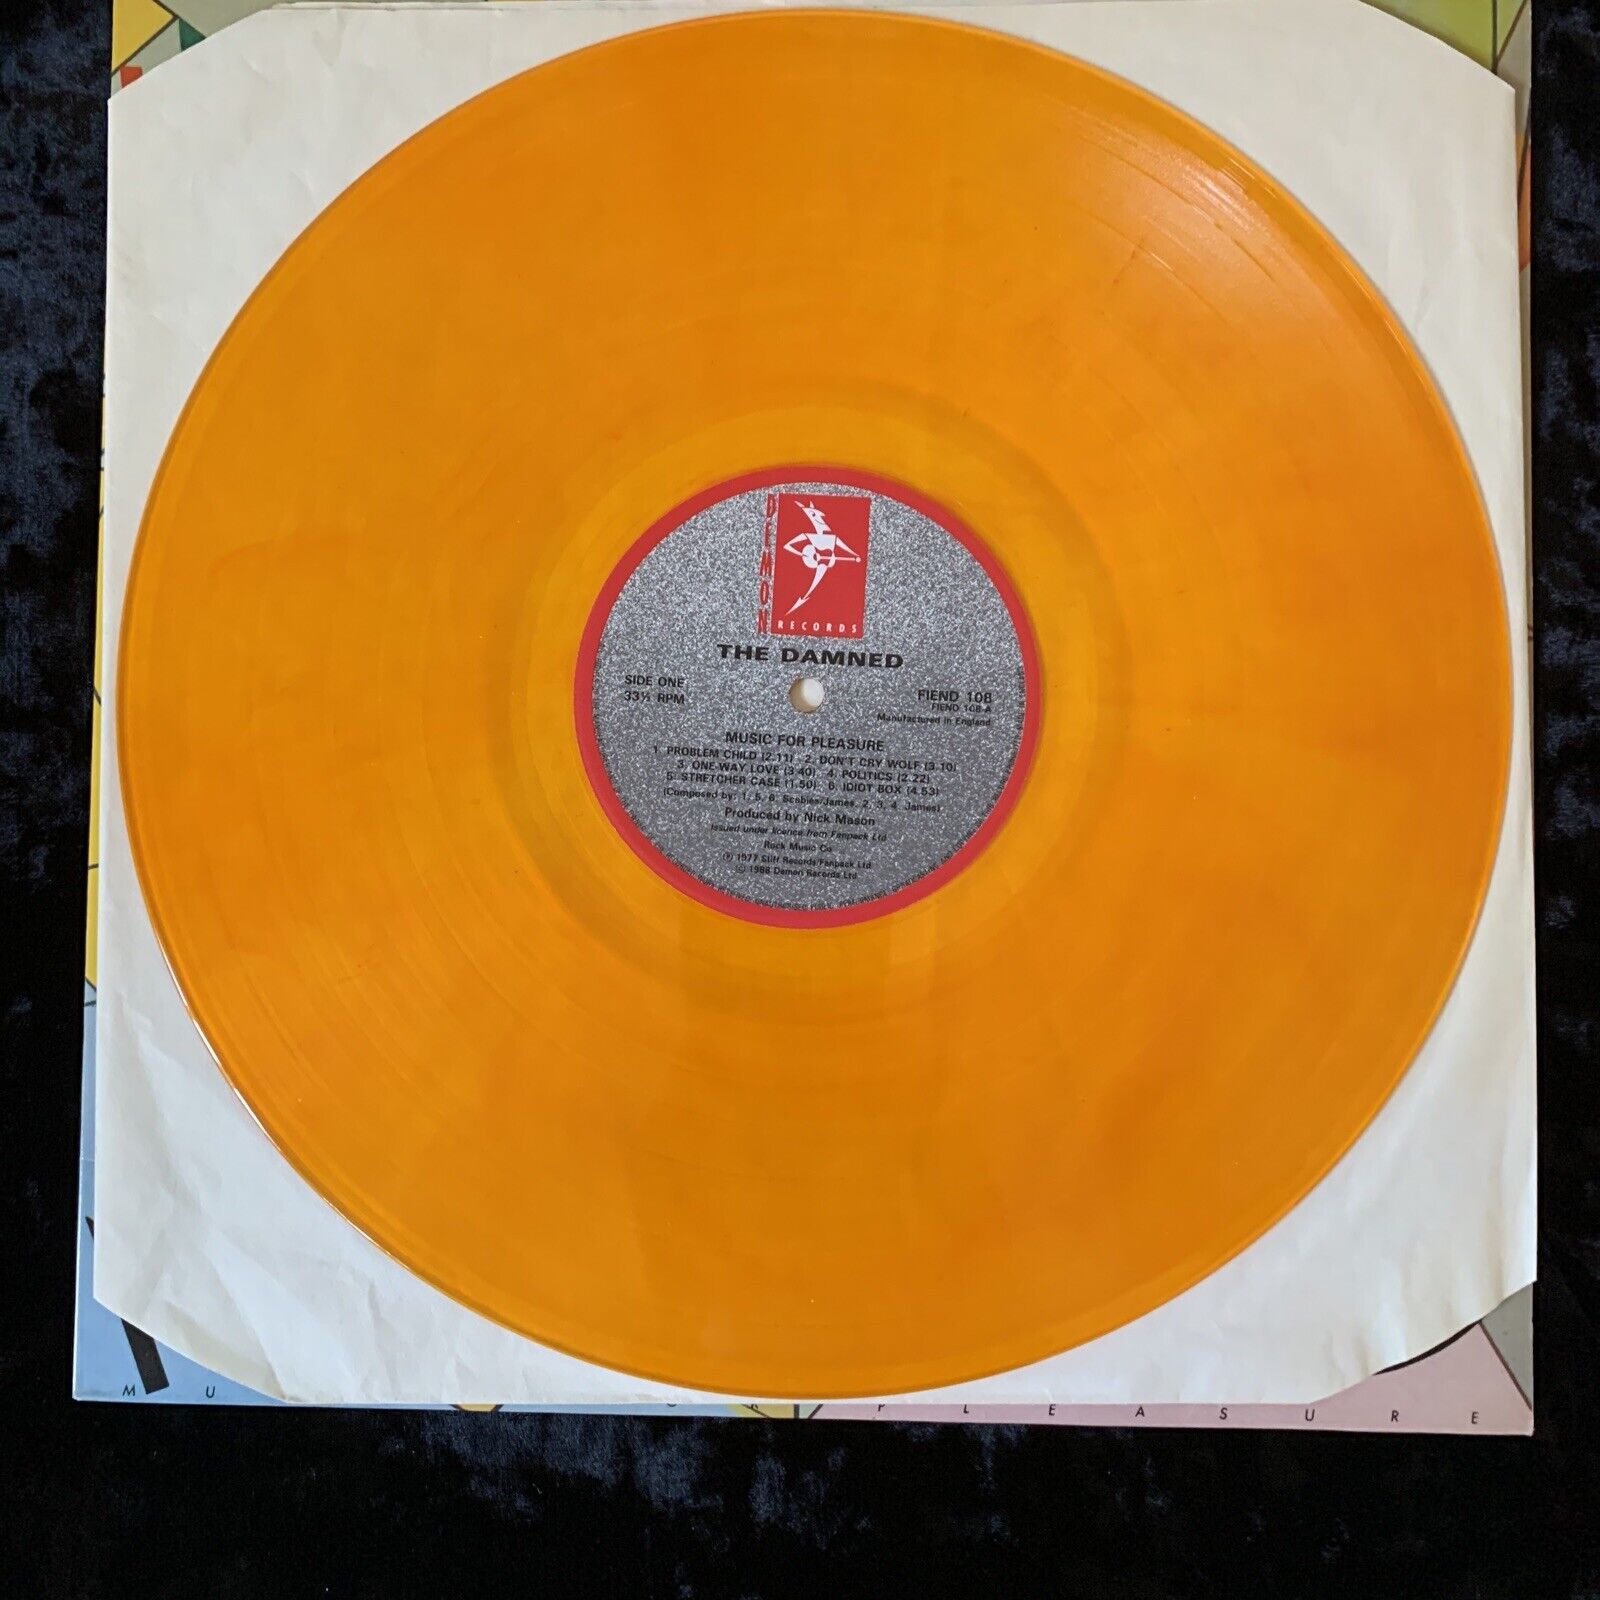 DEMON
RECORDS
THE DAMNED
SIDE ONE
33⅓ RPM
FIEND 108
FIEND 108-A
Manufactured in England
MUSIC FOR PLEASURE
1. PROBLEM CHILD (2.11) 2. DON'T CRY WOLF (3.10)
3. ONE WAY LOVE (3.40) 4. POLITICS (2.22)
5. STRETCHER CASE (1.50) 6. IDIOT BOX (4.53)
(Composed by: 1, 5, 6, Scabies/James, 2, 3, 4, James)
Produced by Nick Mason
Issued under licence from Fanpack Ltd
Rock Music Co
Ⓟ 1977 Stiff Records/Fanpack Ltd
© 1988 Demon Records Ltd
M U PLEASURE